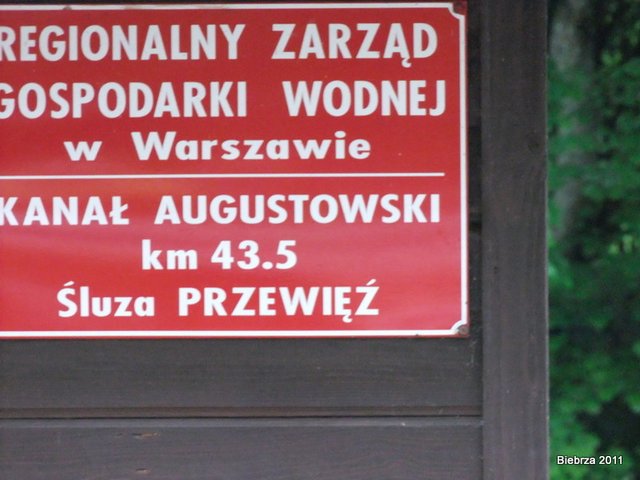 REGIONALNY ZARZĄD
GOSPODARKI WODNEJ
w Warszawie
KANAŁ AUGUSTOWSKI
km 43.5
Śluza PRZEWIĘŹ
Biebrza 2011